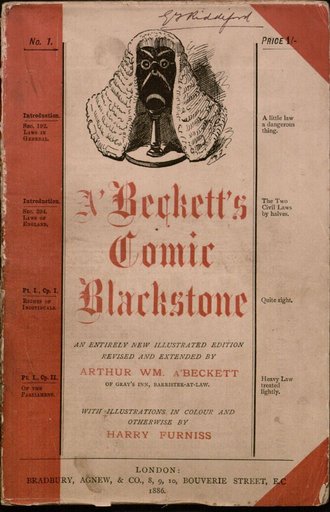 G J Riddiford
No. 1.
PRICE 1/-
Introduction.
SEC. 192.
LAWS IN
GENERAL.
A little law
a dangerous
thing.
A'Beckett's
Comic
Blackstone
Introduction.
SEC. 294.
LAWS OF
ENGLAND.
The Two
Civil Laws
by halves.
Pt. I., Cp. I.
RIGHTS OF
INDIVIDUALS.
Quite right.
AN ENTIRELY NEW ILLUSTRATED EDITION
REVISED AND EXTENDED BY
ARTHUR WM. A'BECKETT
OF GRAY'S INN, BARRISTER-AT-LAW.
Pt. I., Cp. II.
OF THE
PARLIAMENT.
Heavy Law
treated
lightly.
WITH ILLUSTRATIONS IN COLOUR AND
OTHERWISE BY
HARRY FURNISS
LONDON:
BRADBURY, AGNEW, & CO., 8, 9, 10, BOUVERIE STREET, E.C.
1886.